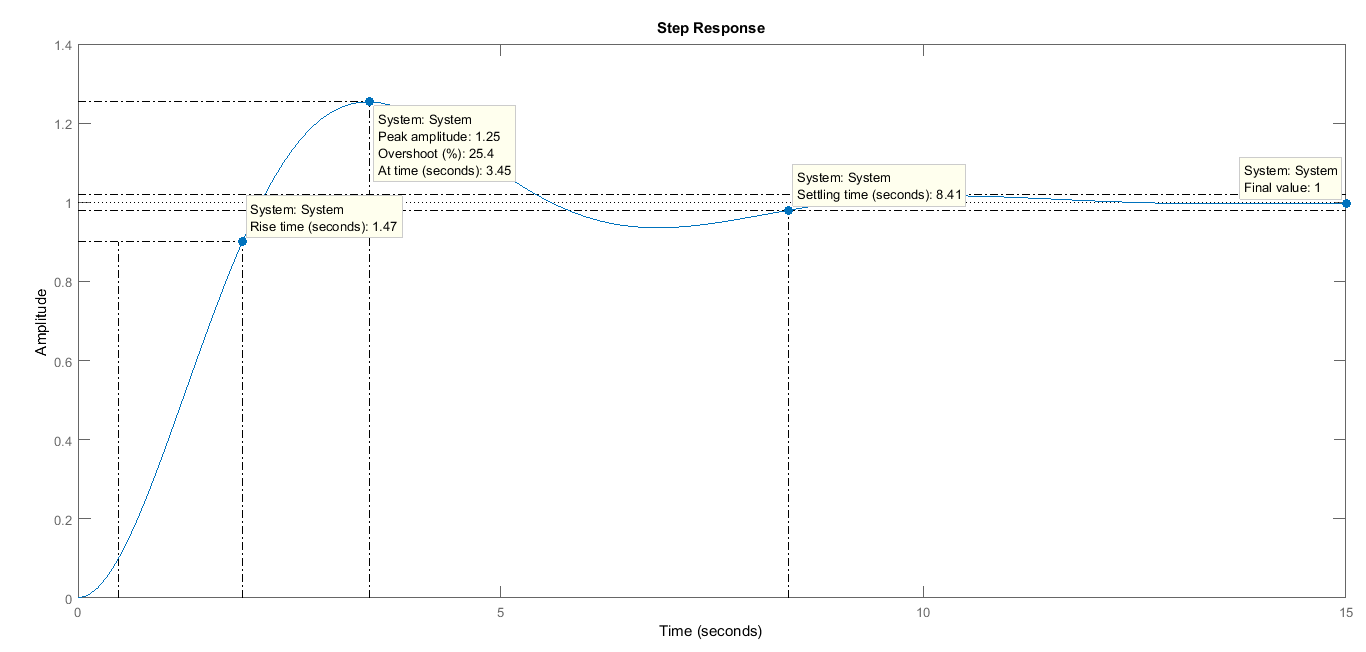 Step Response
1.4
1.2
1
0.8
0.6
0.4
0.2
0
Amplitude
System: System
Peak amplitude: 1.25
Overshoot (%): 25.4
At time (seconds): 3.45
System: System
Rise time (seconds): 1.47
System: System
Settling time (seconds): 8.41
System: System
Final value: 1
0
5
10
15
Time (seconds)